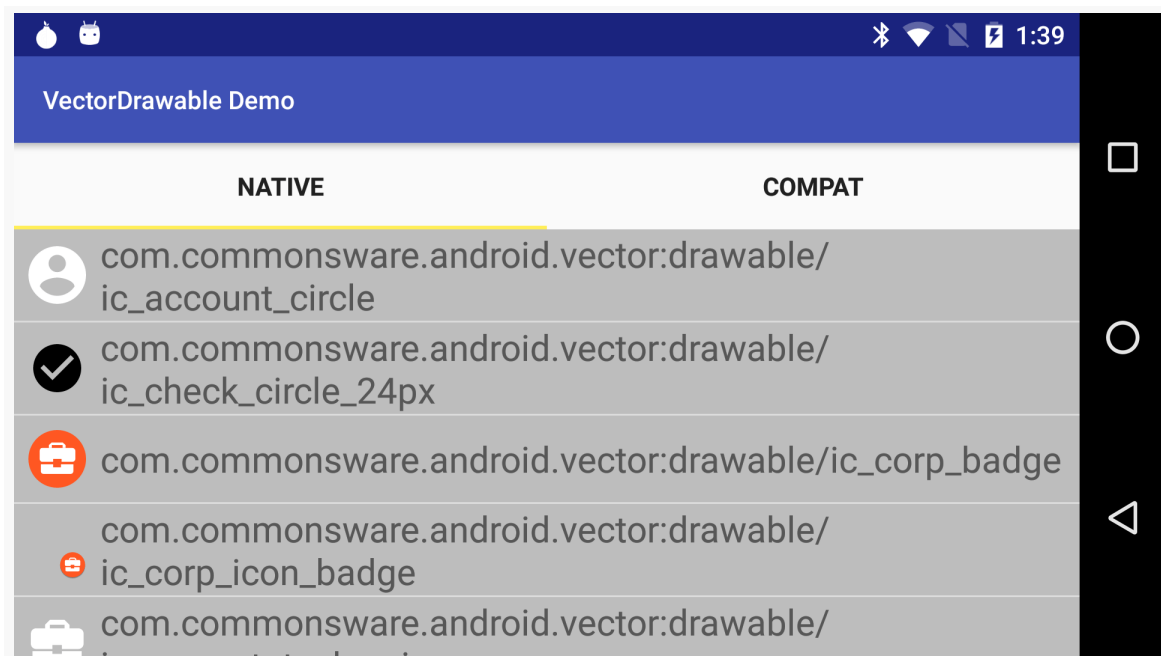 1:39
VectorDrawable Demo
NATIVE
COMPAT
com.commonsware.android.vector:drawable/
ic_account_circle
com.commonsware.android.vector:drawable/
ic_check_circle_24px
com.commonsware.android.vector:drawable/ic_corp_badge
com.commonsware.android.vector:drawable/
ic_corp_icon_badge
com.commonsware.android.vector:drawable/